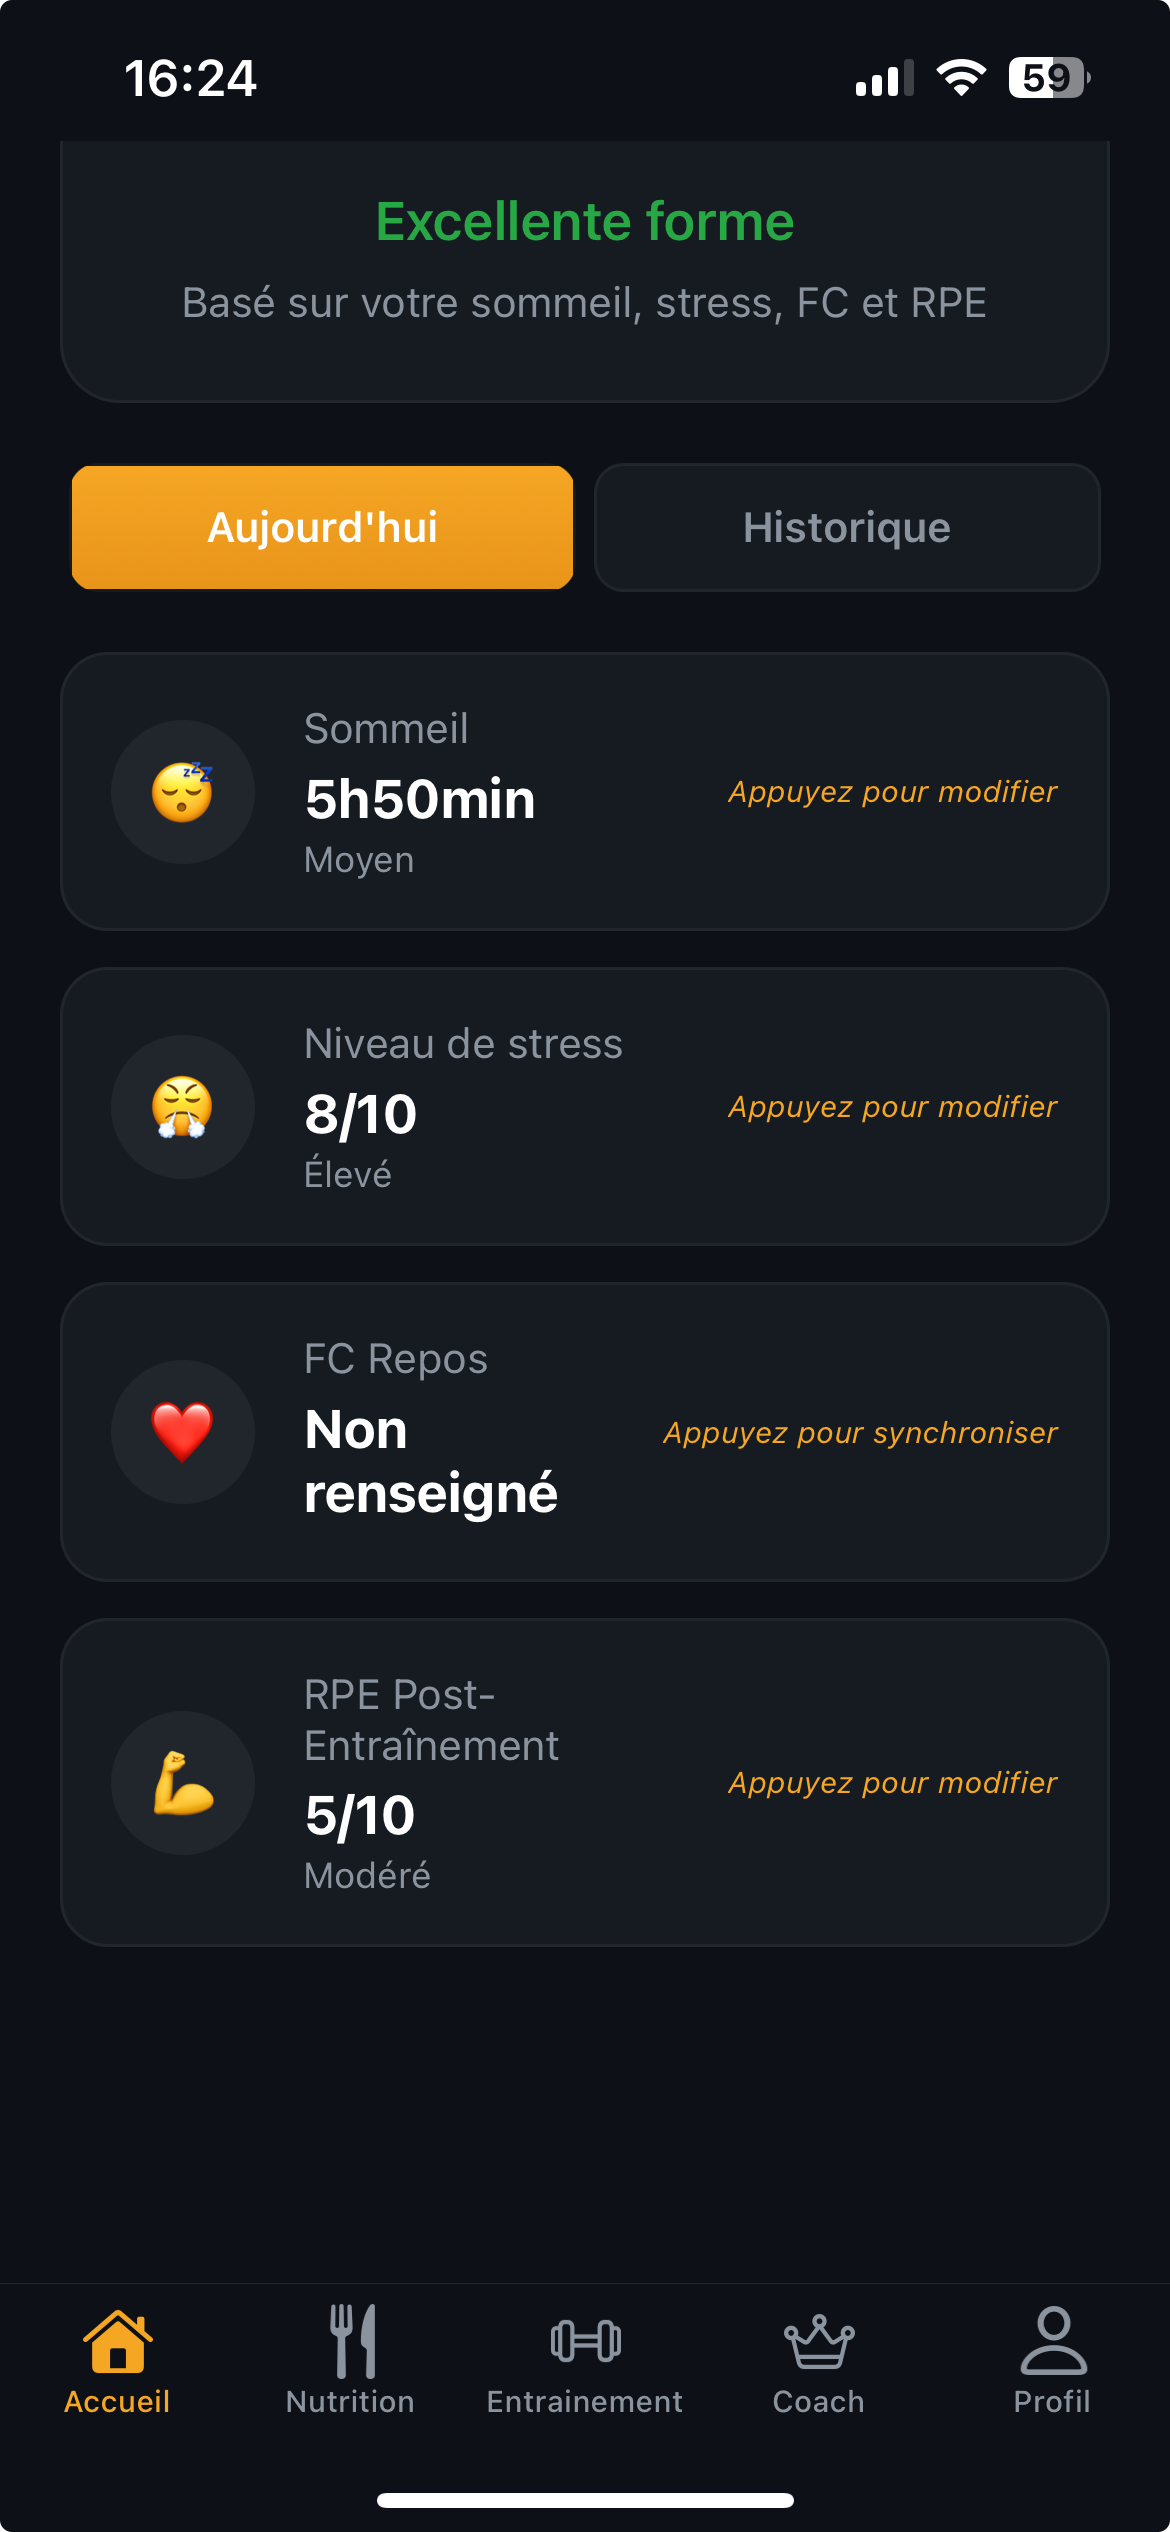 16:24
59
Excellente forme
Basé sur votre sommeil, stress, FC et RPE
Aujourd'hui
Historique
Sommeil
5h50min
Moyen
Appuyez pour modifier
Niveau de stress
8/10
Élevé
Appuyez pour modifier
FC Repos
Non
renseigné
Appuyez pour synchroniser
RPE Post-
Entraînement
5/10
Modéré
Appuyez pour modifier
Accueil
Nutrition
Entrainement
Coach
Profil